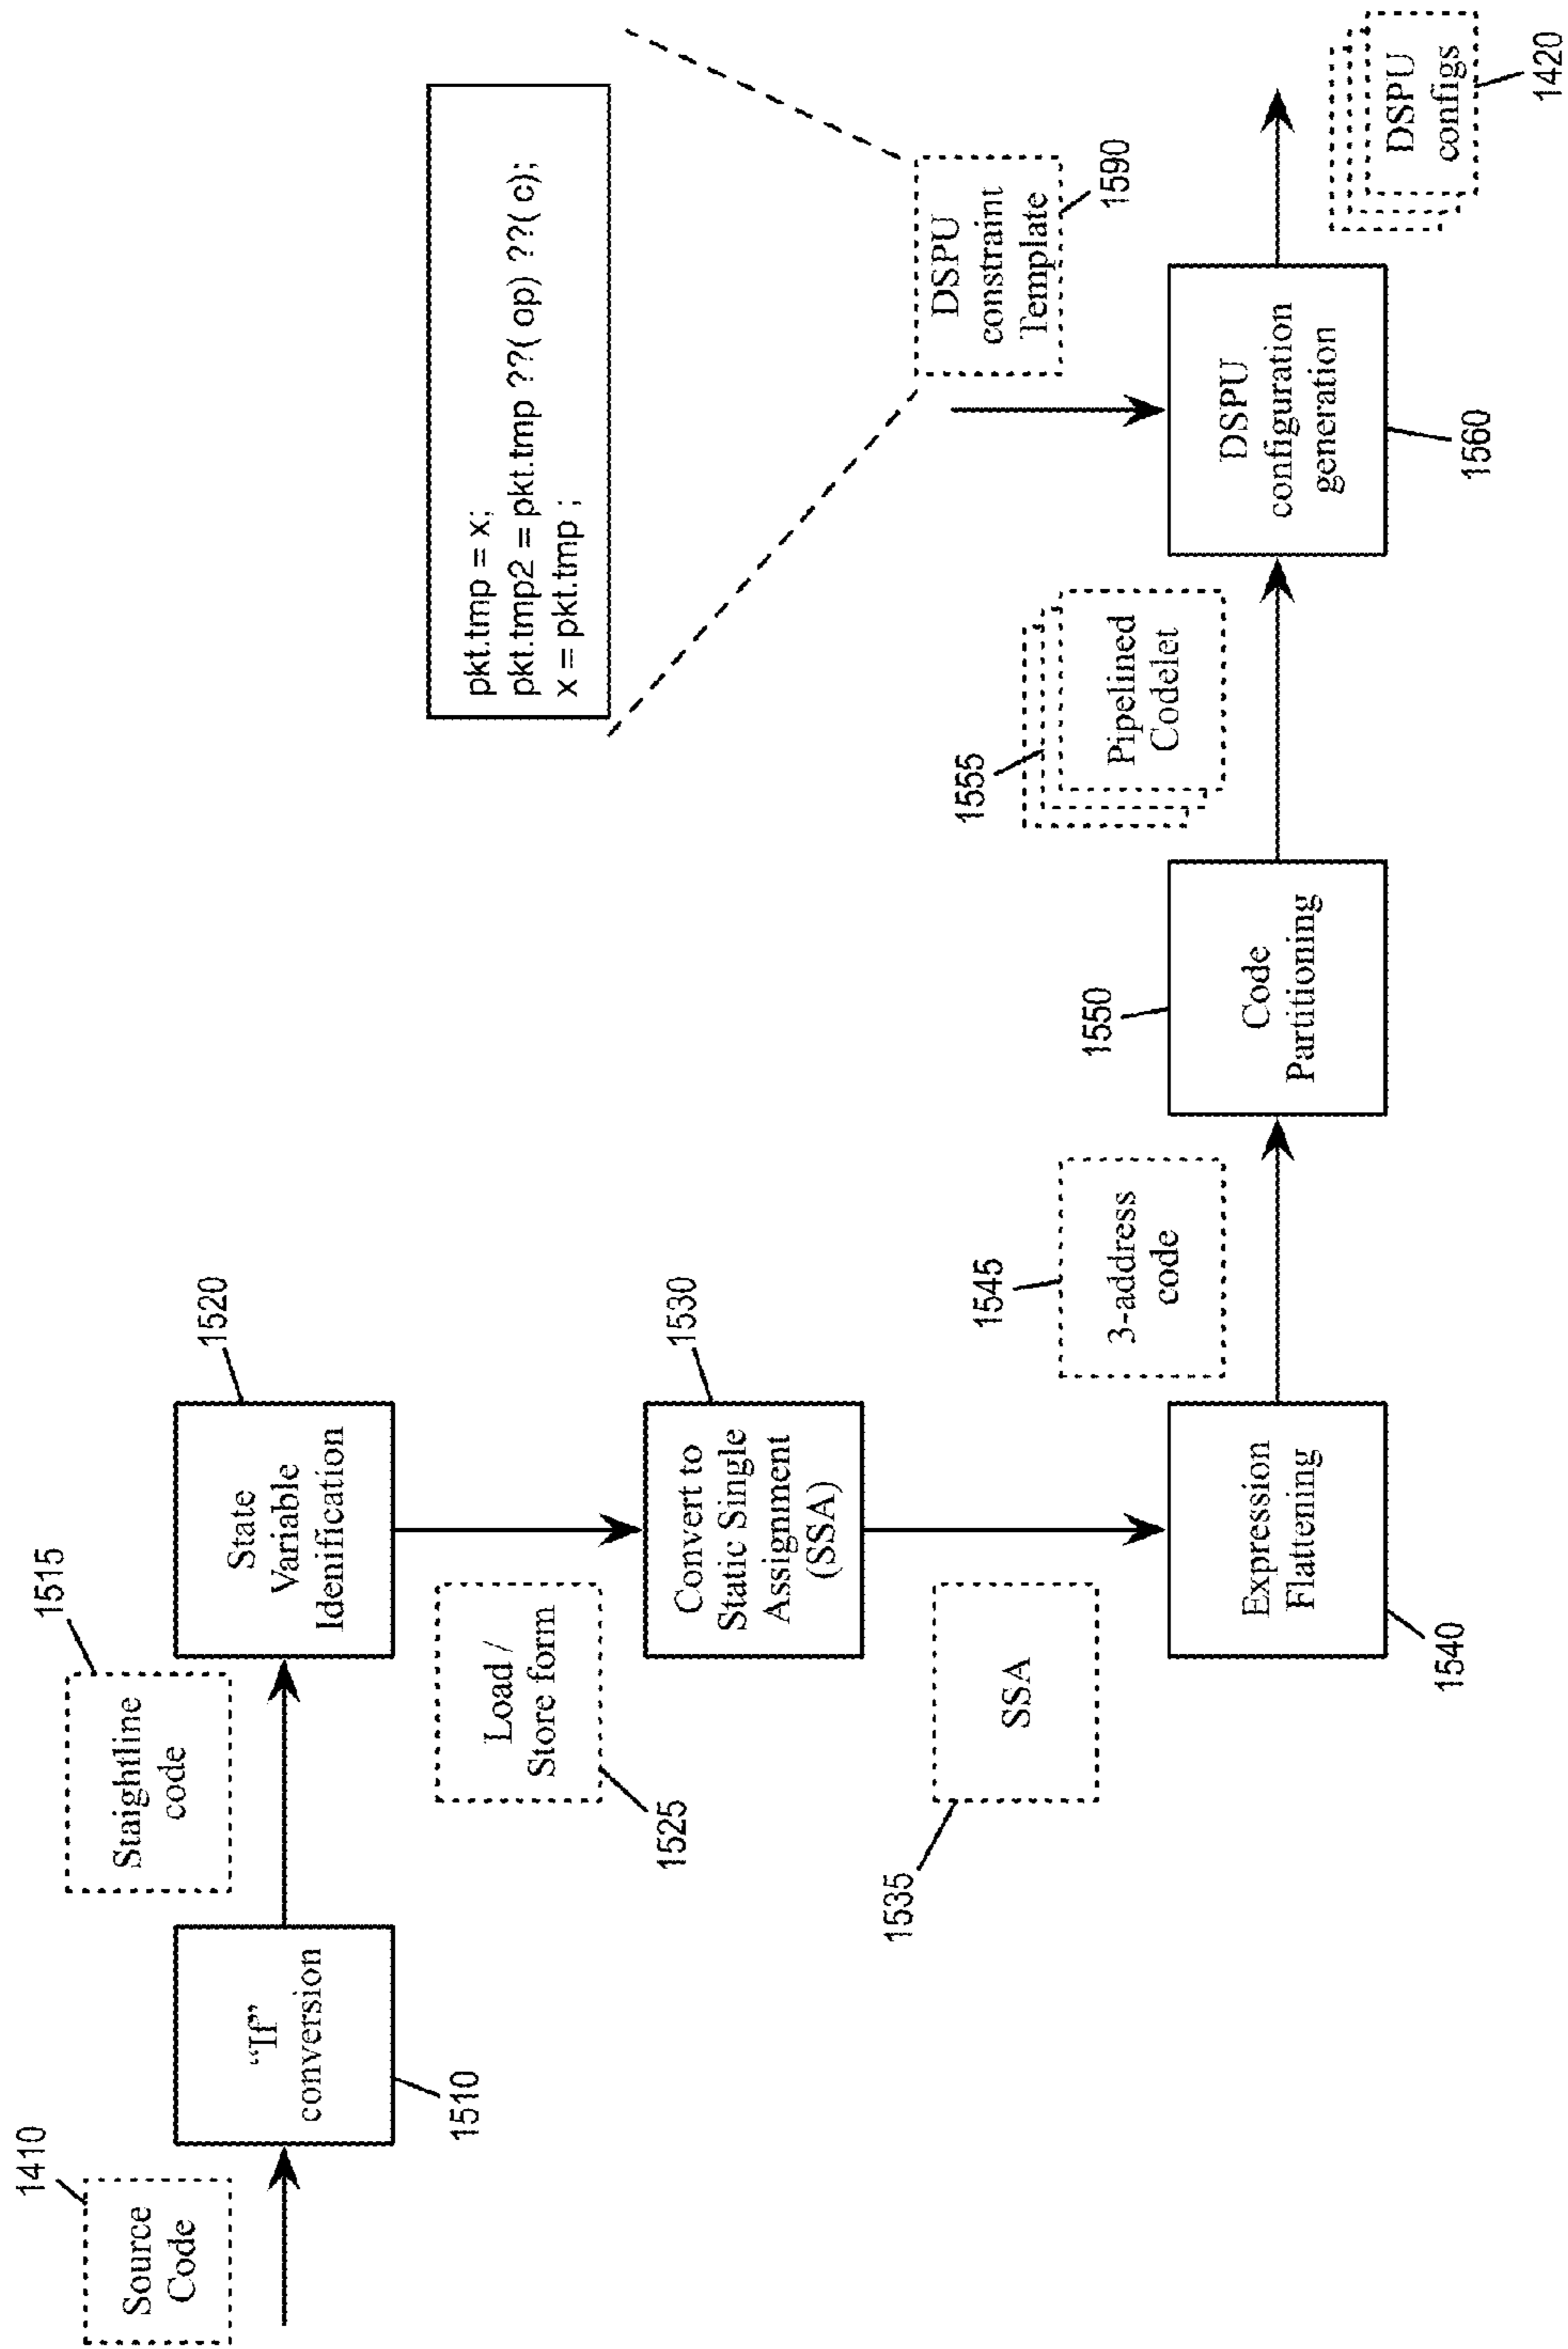 1410
Source
Code
"If"
conversion
1510
1515
Staightline
code
State
Variable
Idenification
1520
Load /
Store form
1525
Convert to
Static Single
Assignment
(SSA)
1530
SSA
1535
Expression
Flattening
1540
1545
3-address
code
1550
Code
Partitioning
1555
Pipelined
Codelet
pkt.tmp = x;
pkt.tmp2 = pkt.tmp ??( op) ??( c);
x = pkt.tmp ;
DSPU
constraint
Template
1590
DSPU
configuration
generation
1560
DSPU
configs
1420